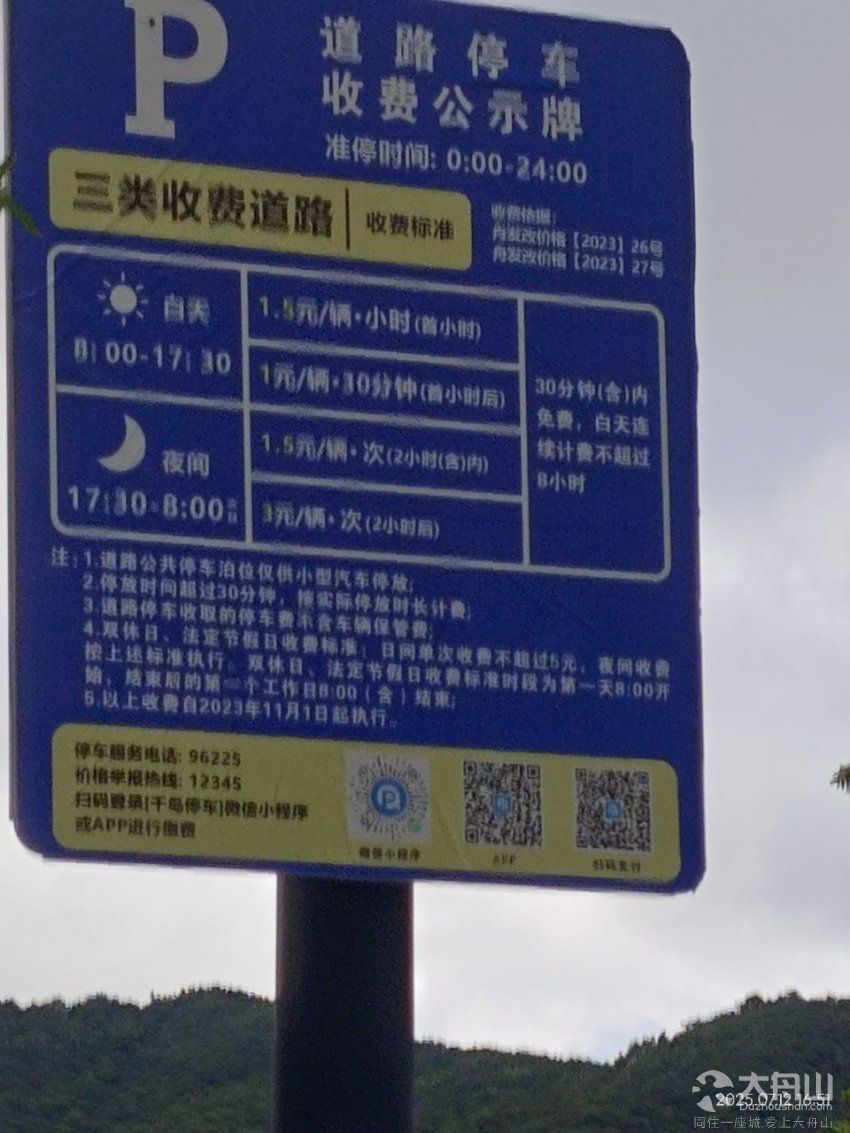 P
道路停车
收费公示牌
准停时间: 0:00-24:00
三类收费道路 收费标准
收费依据:
舟发改价格【2023】26号
舟发改价格【2023】27号
白天
8:00-17:30
1.5元/辆·小时(首小时)
1元/辆·30分钟(首小时后)
夜间
17:30-8:00次日
1.5元/辆·次(2小时(含)内)
3元/辆·次(2小时后)
30分钟(含)内
免费，白天连
续计费不超过
8小时
注: 1.道路公共停车泊位仅供小型汽车停放;
2.停放时间超过30分钟，按实际停放时长计费;
3.道路停车收取的停车费不含车辆保管费;
4.双休日、法定节假日收费标准: 日间单次收费不超过5元，夜间收费
按上述标准执行。双休日、法定节假日收费标准时段为第一天8:00开
始，结束后的第一个工作日8:00（含）结束;
5.以上收费自2023年11月1日起执行。
停车服务电话: 96225
价格举报热线: 12345
扫码登录[千岛停车]微信小程序
或APP进行缴费
微信小程序
APP
扫码支付
大舟山
Dazhoushan.com
2025.07.12 16:51
同住一座城.爱上大舟山